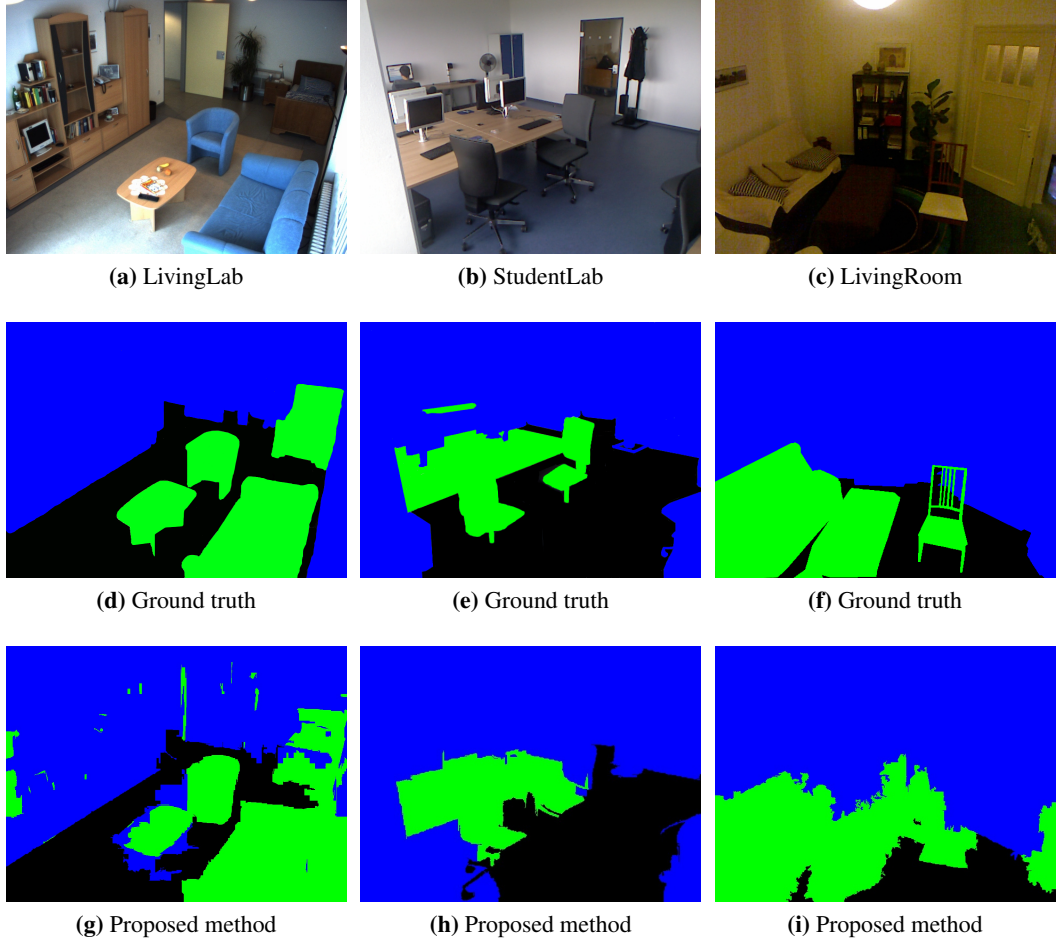 (a) LivingLab
(b) StudentLab
(c) LivingRoom
(d) Ground truth
(e) Ground truth
(f) Ground truth
(g) Proposed method
(h) Proposed method
(i) Proposed method